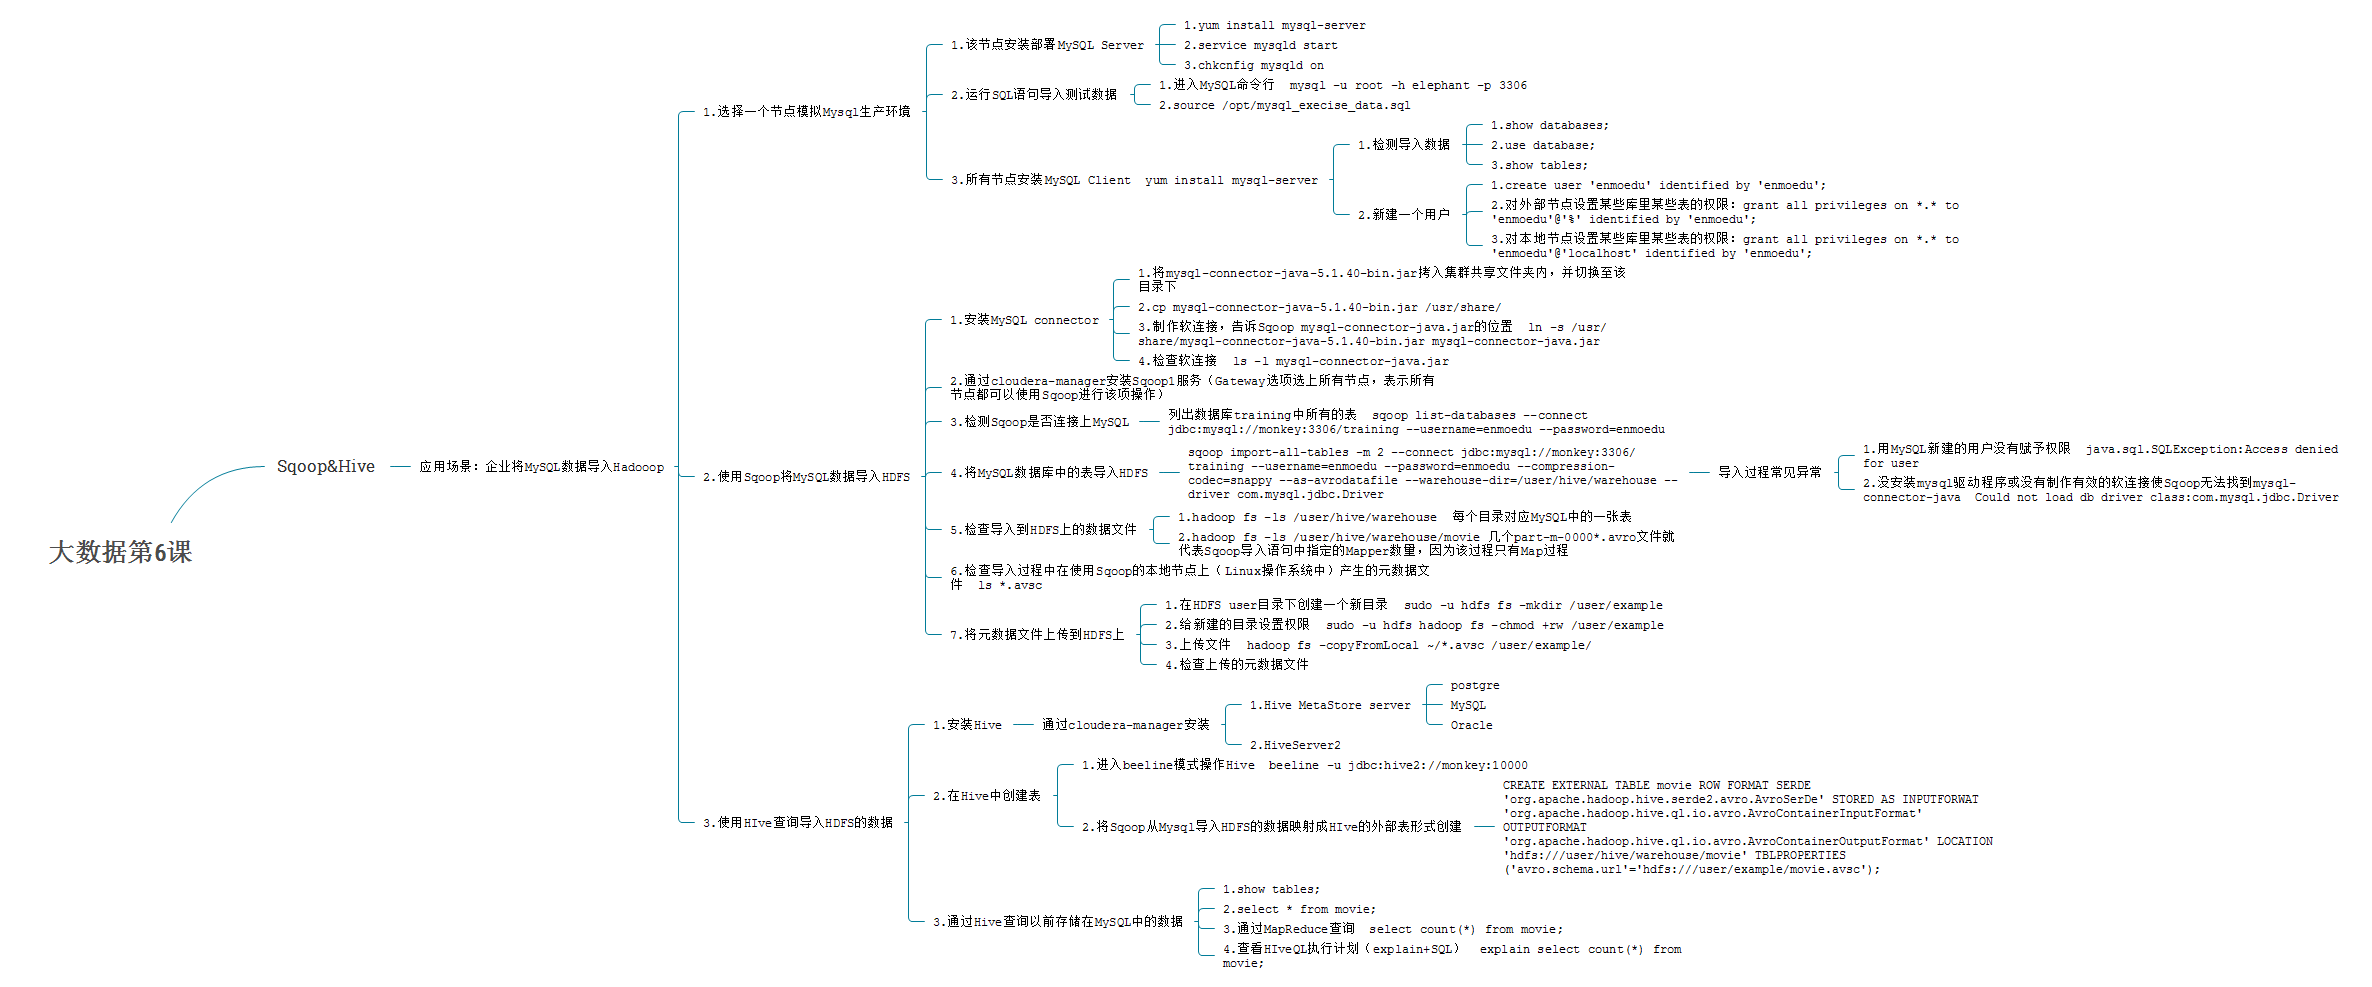 大数据第6课
Sqoop&Hive
应用场景：企业将MySQL数据导入Hadooop
1.选择一个节点模拟Mysql生产环境
1.该节点安装部署MySQL Server
1.yum install mysql-server
2.service mysqld start
3.chkcnfig mysqld on
2.运行SQL语句导入测试数据
1.进入MySQL命令行  mysql -u root -h elephant -p 3306
2.source /opt/mysql_execise_data.sql
3.所有节点安装MySQL Client  yum install mysql-server
1.检测导入数据
1.show databases;
2.use database;
3.show tables;
2.新建一个用户
1.create user 'enmoedu' identified by 'enmoedu';
2.对外部节点设置某些库里某些表的权限：grant all privileges on *.* to
'enmoedu'@'%' identified by 'enmoedu';
3.对本地节点设置某些库里某些表的权限：grant all privileges on *.* to
'enmoedu'@'localhost' identified by 'enmoedu';
2.使用Sqoop将MySQL数据导入HDFS
1.安装MySQL connector
1.将mysql-connector-java-5.1.40-bin.jar拷入集群共享文件夹内，并切换至该
目录下
2.cp mysql-connector-java-5.1.40-bin.jar /usr/share/
3.制作软连接，告诉Sqoop mysql-connector-java.jar的位置  ln -s /usr/
share/mysql-connector-java-5.1.40-bin.jar mysql-connector-java.jar
4.检查软连接  ls -l mysql-connector-java.jar
2.通过cloudera-manager安装Sqoop1服务（Gateway选项选上所有节点，表示所有
节点都可以使用Sqoop进行该项操作）
3.检测Sqoop是否连接上MySQL
列出数据库training中所有的表  sqoop list-databases --connect
jdbc:mysql://monkey:3306/training --username=enmoedu --password=enmoedu
4.将MySQL数据库中的表导入HDFS
sqoop import-all-tables -m 2 --connect jdbc:mysql://monkey:3306/
training --username=enmoedu --password=enmoedu --compression-
codec=snappy --as-avrodatafile --warehouse-dir=/user/hive/warehouse --
driver com.mysql.jdbc.Driver
导入过程常见异常
1.用MySQL新建的用户没有赋予权限  java.sql.SQLException:Access denied
for user
2.没安装mysql驱动程序或没有制作有效的软连接使Sqoop无法找到mysql-
connector-java  Could not load db driver class:com.mysql.jdbc.Driver
5.检查导入到HDFS上的数据文件
1.hadoop fs -ls /user/hive/warehouse  每个目录对应MySQL中的一张表
2.hadoop fs -ls /user/hive/warehouse/movie 几个part-m-0000*.avro文件就
代表Sqoop导入语句中指定的Mapper数量，因为该过程只有Map过程
6.检查导入过程中在使用Sqoop的本地节点上（Linux操作系统中）产生的元数据文
件  ls *.avsc
7.将元数据文件上传到HDFS上
1.在HDFS user目录下创建一个新目录  sudo -u hdfs fs -mkdir /user/example
2.给新建的目录设置权限  sudo -u hdfs hadoop fs -chmod +rw /user/example
3.上传文件  hadoop fs -copyFromLocal ~/*.avsc /user/example/
4.检查上传的元数据文件
3.使用HIve查询导入HDFS的数据
1.安装Hive
通过cloudera-manager安装
1.Hive MetaStore server
postgre
MySQL
Oracle
2.HiveServer2
2.在Hive中创建表
1.进入beeline模式操作Hive  beeline -u jdbc:hive2://monkey:10000
2.将Sqoop从Mysql导入HDFS的数据映射成HIve的外部表形式创建
CREATE EXTERNAL TABLE movie ROW FORMAT SERDE
'org.apache.hadoop.hive.serde2.avro.AvroSerDe' STORED AS INPUTFORWAT
'org.apache.hadoop.hive.ql.io.avro.AvroContainerInputFormat'
OUTPUTFORMAT
'org.apache.hadoop.hive.ql.io.avro.AvroContainerOutputFormat' LOCATION
'hdfs:///user/hive/warehouse/movie' TBLPROPERTIES
('avro.schema.url'='hdfs:///user/example/movie.avsc');
3.通过Hive查询以前存储在MySQL中的数据
1.show tables;
2.select * from movie;
3.通过MapReduce查询  select count(*) from movie;
4.查看HIveQL执行计划（explain+SQL）  explain select count(*) from
movie;